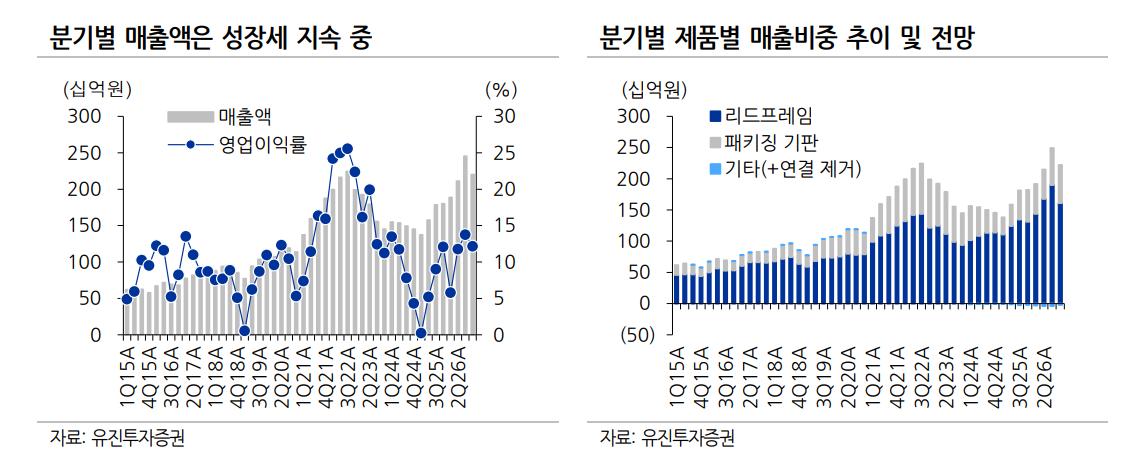 분기별 매출액은 성장세 지속 중
(십억원)
(%)
매출액
영업이익률
300
250
200
150
100
50
0
30
25
20
15
10
5
0
1Q15A
4Q15A
3Q16A
2Q17A
1Q18A
4Q18A
3Q19A
2Q20A
1Q21A
4Q21A
3Q22A
2Q23A
1Q24A
4Q24A
3Q25A
2Q26A
자료: 유진투자증권
분기별 제품별 매출비중 추이 및 전망
(십억원)
리드프레임
패키징 기판
기타(+연결 제거)
300
250
200
150
100
50
0
(50)
1Q15A
4Q15A
3Q16A
2Q17A
1Q18A
4Q18A
3Q19A
2Q20A
1Q21A
4Q21A
3Q22A
2Q23A
1Q24A
4Q24A
3Q25A
2Q26A
자료: 유진투자증권